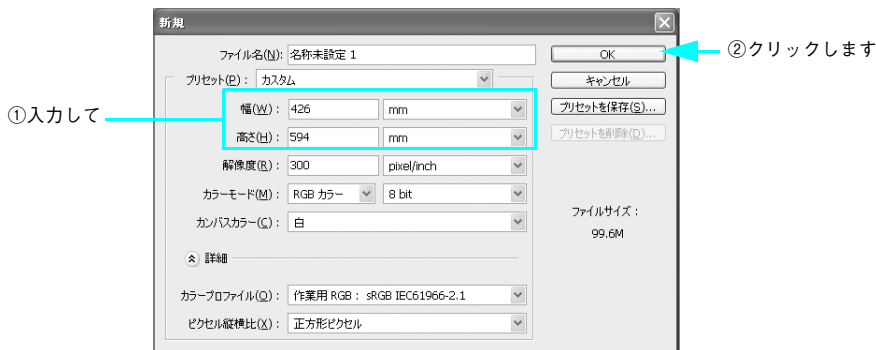 新規
ファイル名(N): 名称未設定 1
OK
②クリックします
プリセット(P): カスタム
キャンセル
①入力して
幅(W): 426 mm
プリセットを保存(S)...
高さ(H): 594 mm
プリセットを削除(D)...
解像度(R): 300 pixel/inch
カラーモード(M): RGB カラー 8 bit
ファイルサイズ:
カンバスカラー(C): 白
99.6M
詳細
カラープロファイル(O): 作業用 RGB: sRGB IEC61966-2.1
ピクセル縦横比(X): 正方形ピクセル